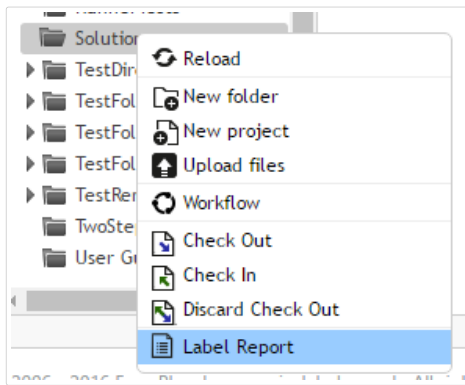 Solution
Reload
TestDir
New folder
TestFol
New project
TestFol
Upload files
TestFol
TestRer
Workflow
TwoSte
Check Out
User Gu
Check In
Discard Check Out
Label Report